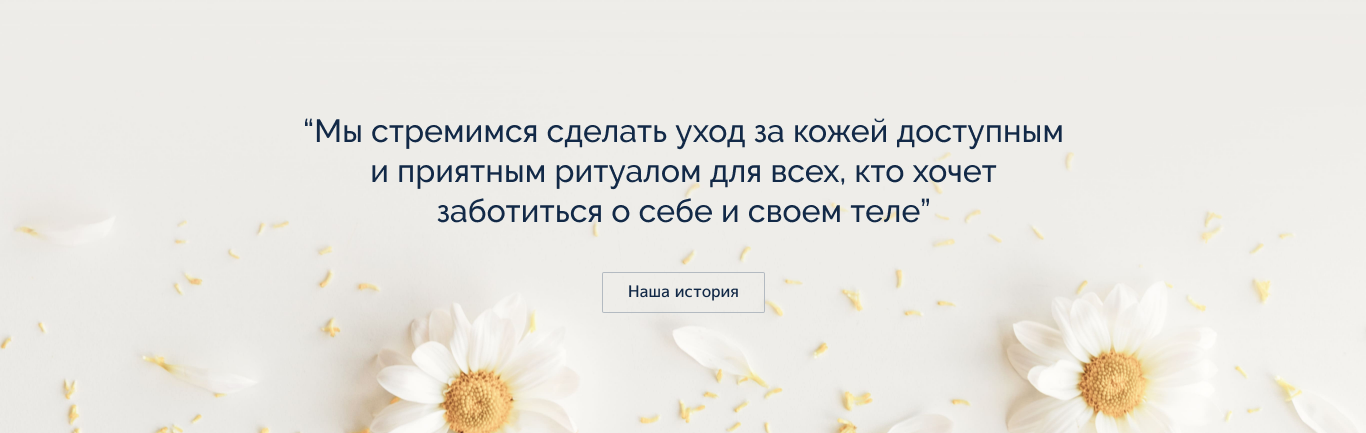 “Мы стремимся сделать уход за кожей доступным
и приятным ритуалом для всех, кто хочет
заботиться о себе и своем теле”
Наша история